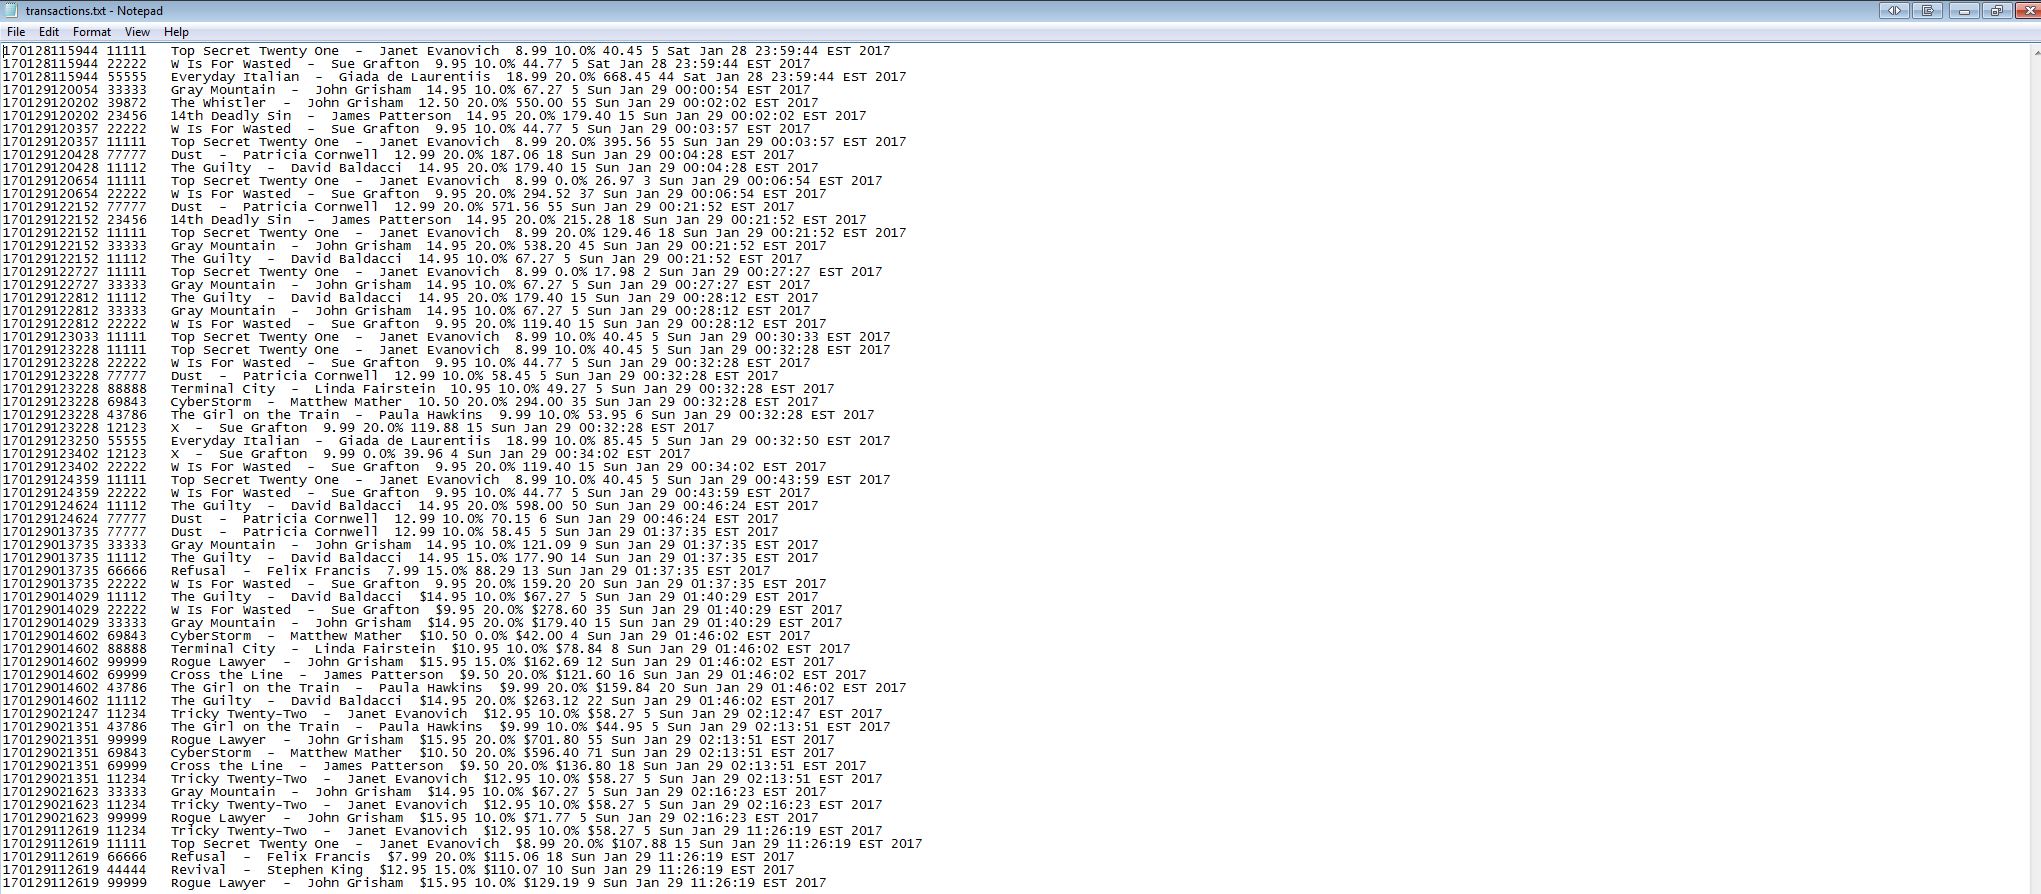 transactions.txt - Notepad
File Edit Format View Help
170128115944 11111   Top Secret Twenty One  -  Janet Evanovich  8.99 10.0% 40.45 5 Sat Jan 28 23:59:44 EST 2017
170128115944 22222   W Is For Wasted  -  Sue Grafton  9.95 10.0% 44.77 5 Sat Jan 28 23:59:44 EST 2017
170128115944 55555   Everyday Italian  -  Giada de Laurentiis  18.99 20.0% 668.45 44 Sat Jan 28 23:59:44 EST 2017
170129120054 33333   Gray Mountain  -  John Grisham  14.95 10.0% 67.27 5 Sun Jan 29 00:00:54 EST 2017
170129120202 39872   The Whistler  -  John Grisham  12.50 20.0% 550.00 55 Sun Jan 29 00:02:02 EST 2017
170129120202 23456   14th Deadly Sin  -  James Patterson  14.95 20.0% 179.40 15 Sun Jan 29 00:02:02 EST 2017
170129120357 22222   W Is For Wasted  -  Sue Grafton  9.95 10.0% 44.77 5 Sun Jan 29 00:03:57 EST 2017
170129120357 11111   Top Secret Twenty One  -  Janet Evanovich  8.99 20.0% 395.56 55 Sun Jan 29 00:03:57 EST 2017
170129120428 77777   Dust  -  Patricia Cornwell  12.99 20.0% 187.06 18 Sun Jan 29 00:04:28 EST 2017
170129120428 11112   The Guilty  -  David Baldacci  14.95 20.0% 179.40 15 Sun Jan 29 00:04:28 EST 2017
170129120654 11111   Top Secret Twenty One  -  Janet Evanovich  8.99 0.0% 26.97 3 Sun Jan 29 00:06:54 EST 2017
170129120654 22222   W Is For Wasted  -  Sue Grafton  9.95 20.0% 294.52 37 Sun Jan 29 00:06:54 EST 2017
170129122152 77777   Dust  -  Patricia Cornwell  12.99 20.0% 571.56 55 Sun Jan 29 00:21:52 EST 2017
170129122152 23456   14th Deadly Sin  -  James Patterson  14.95 20.0% 215.28 18 Sun Jan 29 00:21:52 EST 2017
170129122152 11111   Top Secret Twenty One  -  Janet Evanovich  8.99 20.0% 129.46 18 Sun Jan 29 00:21:52 EST 2017
170129122152 33333   Gray Mountain  -  John Grisham  14.95 20.0% 538.20 45 Sun Jan 29 00:21:52 EST 2017
170129122152 11112   The Guilty  -  David Baldacci  14.95 10.0% 67.27 5 Sun Jan 29 00:21:52 EST 2017
170129122727 11111   Top Secret Twenty One  -  Janet Evanovich  8.99 0.0% 17.98 2 Sun Jan 29 00:27:27 EST 2017
170129122727 33333   Gray Mountain  -  John Grisham  14.95 10.0% 67.27 5 Sun Jan 29 00:27:27 EST 2017
170129122812 11112   The Guilty  -  David Baldacci  14.95 20.0% 179.40 15 Sun Jan 29 00:28:12 EST 2017
170129122812 33333   Gray Mountain  -  John Grisham  14.95 10.0% 67.27 5 Sun Jan 29 00:28:12 EST 2017
170129122812 22222   W Is For Wasted  -  Sue Grafton  9.95 20.0% 119.40 15 Sun Jan 29 00:28:12 EST 2017
170129123033 11111   Top Secret Twenty One  -  Janet Evanovich  8.99 10.0% 40.45 5 Sun Jan 29 00:30:33 EST 2017
170129123228 11111   Top Secret Twenty One  -  Janet Evanovich  8.99 10.0% 40.45 5 Sun Jan 29 00:32:28 EST 2017
170129123228 22222   W Is For Wasted  -  Sue Grafton  9.95 10.0% 44.77 5 Sun Jan 29 00:32:28 EST 2017
170129123228 77777   Dust  -  Patricia Cornwell  12.99 10.0% 58.45 5 Sun Jan 29 00:32:28 EST 2017
170129123228 88888   Terminal City  -  Linda Fairstein  10.95 10.0% 49.27 5 Sun Jan 29 00:32:28 EST 2017
170129123228 69843   CyberStorm  -  Matthew Mather  10.50 20.0% 294.00 35 Sun Jan 29 00:32:28 EST 2017
170129123228 43786   The Girl on the Train  -  Paula Hawkins  9.99 10.0% 53.95 6 Sun Jan 29 00:32:28 EST 2017
170129123228 12123   X  -  Sue Grafton  9.99 20.0% 119.88 15 Sun Jan 29 00:32:28 EST 2017
170129123250 55555   Everyday Italian  -  Giada de Laurentiis  18.99 10.0% 85.45 5 Sun Jan 29 00:32:50 EST 2017
170129123402 12123   X  -  Sue Grafton  9.99 0.0% 39.96 4 Sun Jan 29 00:34:02 EST 2017
170129123402 22222   W Is For Wasted  -  Sue Grafton  9.95 20.0% 119.40 15 Sun Jan 29 00:34:02 EST 2017
170129124359 11111   Top Secret Twenty One  -  Janet Evanovich  8.99 10.0% 40.45 5 Sun Jan 29 00:43:59 EST 2017
170129124359 22222   W Is For Wasted  -  Sue Grafton  9.95 10.0% 44.77 5 Sun Jan 29 00:43:59 EST 2017
170129124624 11112   The Guilty  -  David Baldacci  14.95 20.0% 598.00 50 Sun Jan 29 00:46:24 EST 2017
170129124624 77777   Dust  -  Patricia Cornwell  12.99 10.0% 70.15 6 Sun Jan 29 00:46:24 EST 2017
170129013735 77777   Dust  -  Patricia Cornwell  12.99 10.0% 58.45 5 Sun Jan 29 01:37:35 EST 2017
170129013735 33333   Gray Mountain  -  John Grisham  14.95 10.0% 121.09 9 Sun Jan 29 01:37:35 EST 2017
170129013735 11112   The Guilty  -  David Baldacci  14.95 15.0% 177.90 14 Sun Jan 29 01:37:35 EST 2017
170129013735 66666   Refusal  -  Felix Francis  7.99 15.0% 88.29 13 Sun Jan 29 01:37:35 EST 2017
170129013735 22222   W Is For Wasted  -  Sue Grafton  9.95 20.0% 159.20 20 Sun Jan 29 01:37:35 EST 2017
170129014029 11112   The Guilty  -  David Baldacci  $14.95 10.0% $67.27 5 Sun Jan 29 01:40:29 EST 2017
170129014029 22222   W Is For Wasted  -  Sue Grafton  $9.95 20.0% $278.60 35 Sun Jan 29 01:40:29 EST 2017
170129014029 33333   Gray Mountain  -  John Grisham  $14.95 20.0% $179.40 15 Sun Jan 29 01:40:29 EST 2017
170129014602 69843   CyberStorm  -  Matthew Mather  $10.50 0.0% $42.00 4 Sun Jan 29 01:46:02 EST 2017
170129014602 88888   Terminal City  -  Linda Fairstein  $10.95 10.0% $78.84 8 Sun Jan 29 01:46:02 EST 2017
170129014602 99999   Rogue Lawyer  -  John Grisham  $15.95 15.0% $162.69 12 Sun Jan 29 01:46:02 EST 2017
170129014602 69999   Cross the Line  -  James Patterson  $9.50 20.0% $121.60 16 Sun Jan 29 01:46:02 EST 2017
170129014602 43786   The Girl on the Train  -  Paula Hawkins  $9.99 20.0% $159.84 20 Sun Jan 29 01:46:02 EST 2017
170129014602 11112   The Guilty  -  David Baldacci  $14.95 20.0% $263.12 22 Sun Jan 29 01:46:02 EST 2017
170129021247 11234   Tricky Twenty-Two  -  Janet Evanovich  $12.95 10.0% $58.27 5 Sun Jan 29 02:12:47 EST 2017
170129021351 43786   The Girl on the Train  -  Paula Hawkins  $9.99 10.0% $44.95 5 Sun Jan 29 02:13:51 EST 2017
170129021351 99999   Rogue Lawyer  -  John Grisham  $15.95 20.0% $701.80 55 Sun Jan 29 02:13:51 EST 2017
170129021351 69843   CyberStorm  -  Matthew Mather  $10.50 20.0% $596.40 71 Sun Jan 29 02:13:51 EST 2017
170129021351 69999   Cross the Line  -  James Patterson  $9.50 20.0% $136.80 18 Sun Jan 29 02:13:51 EST 2017
170129021351 11234   Tricky Twenty-Two  -  Janet Evanovich  $12.95 10.0% $58.27 5 Sun Jan 29 02:13:51 EST 2017
170129021623 33333   Gray Mountain  -  John Grisham  $14.95 10.0% $67.27 5 Sun Jan 29 02:16:23 EST 2017
170129021623 11234   Tricky Twenty-Two  -  Janet Evanovich  $12.95 10.0% $58.27 5 Sun Jan 29 02:16:23 EST 2017
170129021623 99999   Rogue Lawyer  -  John Grisham  $15.95 10.0% $71.77 5 Sun Jan 29 02:16:23 EST 2017
170129112619 11234   Tricky Twenty-Two  -  Janet Evanovich  $12.95 10.0% $58.27 5 Sun Jan 29 11:26:19 EST 2017
170129112619 11111   Top Secret Twenty One  -  Janet Evanovich  $8.99 20.0% $107.88 15 Sun Jan 29 11:26:19 EST 2017
170129112619 66666   Refusal  -  Felix Francis  $7.99 20.0% $115.06 18 Sun Jan 29 11:26:19 EST 2017
170129112619 44444   Revival  -  Stephen King  $12.95 15.0% $110.07 10 Sun Jan 29 11:26:19 EST 2017
170129112619 99999   Rogue Lawyer  -  John Grisham  $15.95 10.0% $129.19 9 Sun Jan 29 11:26:19 EST 2017